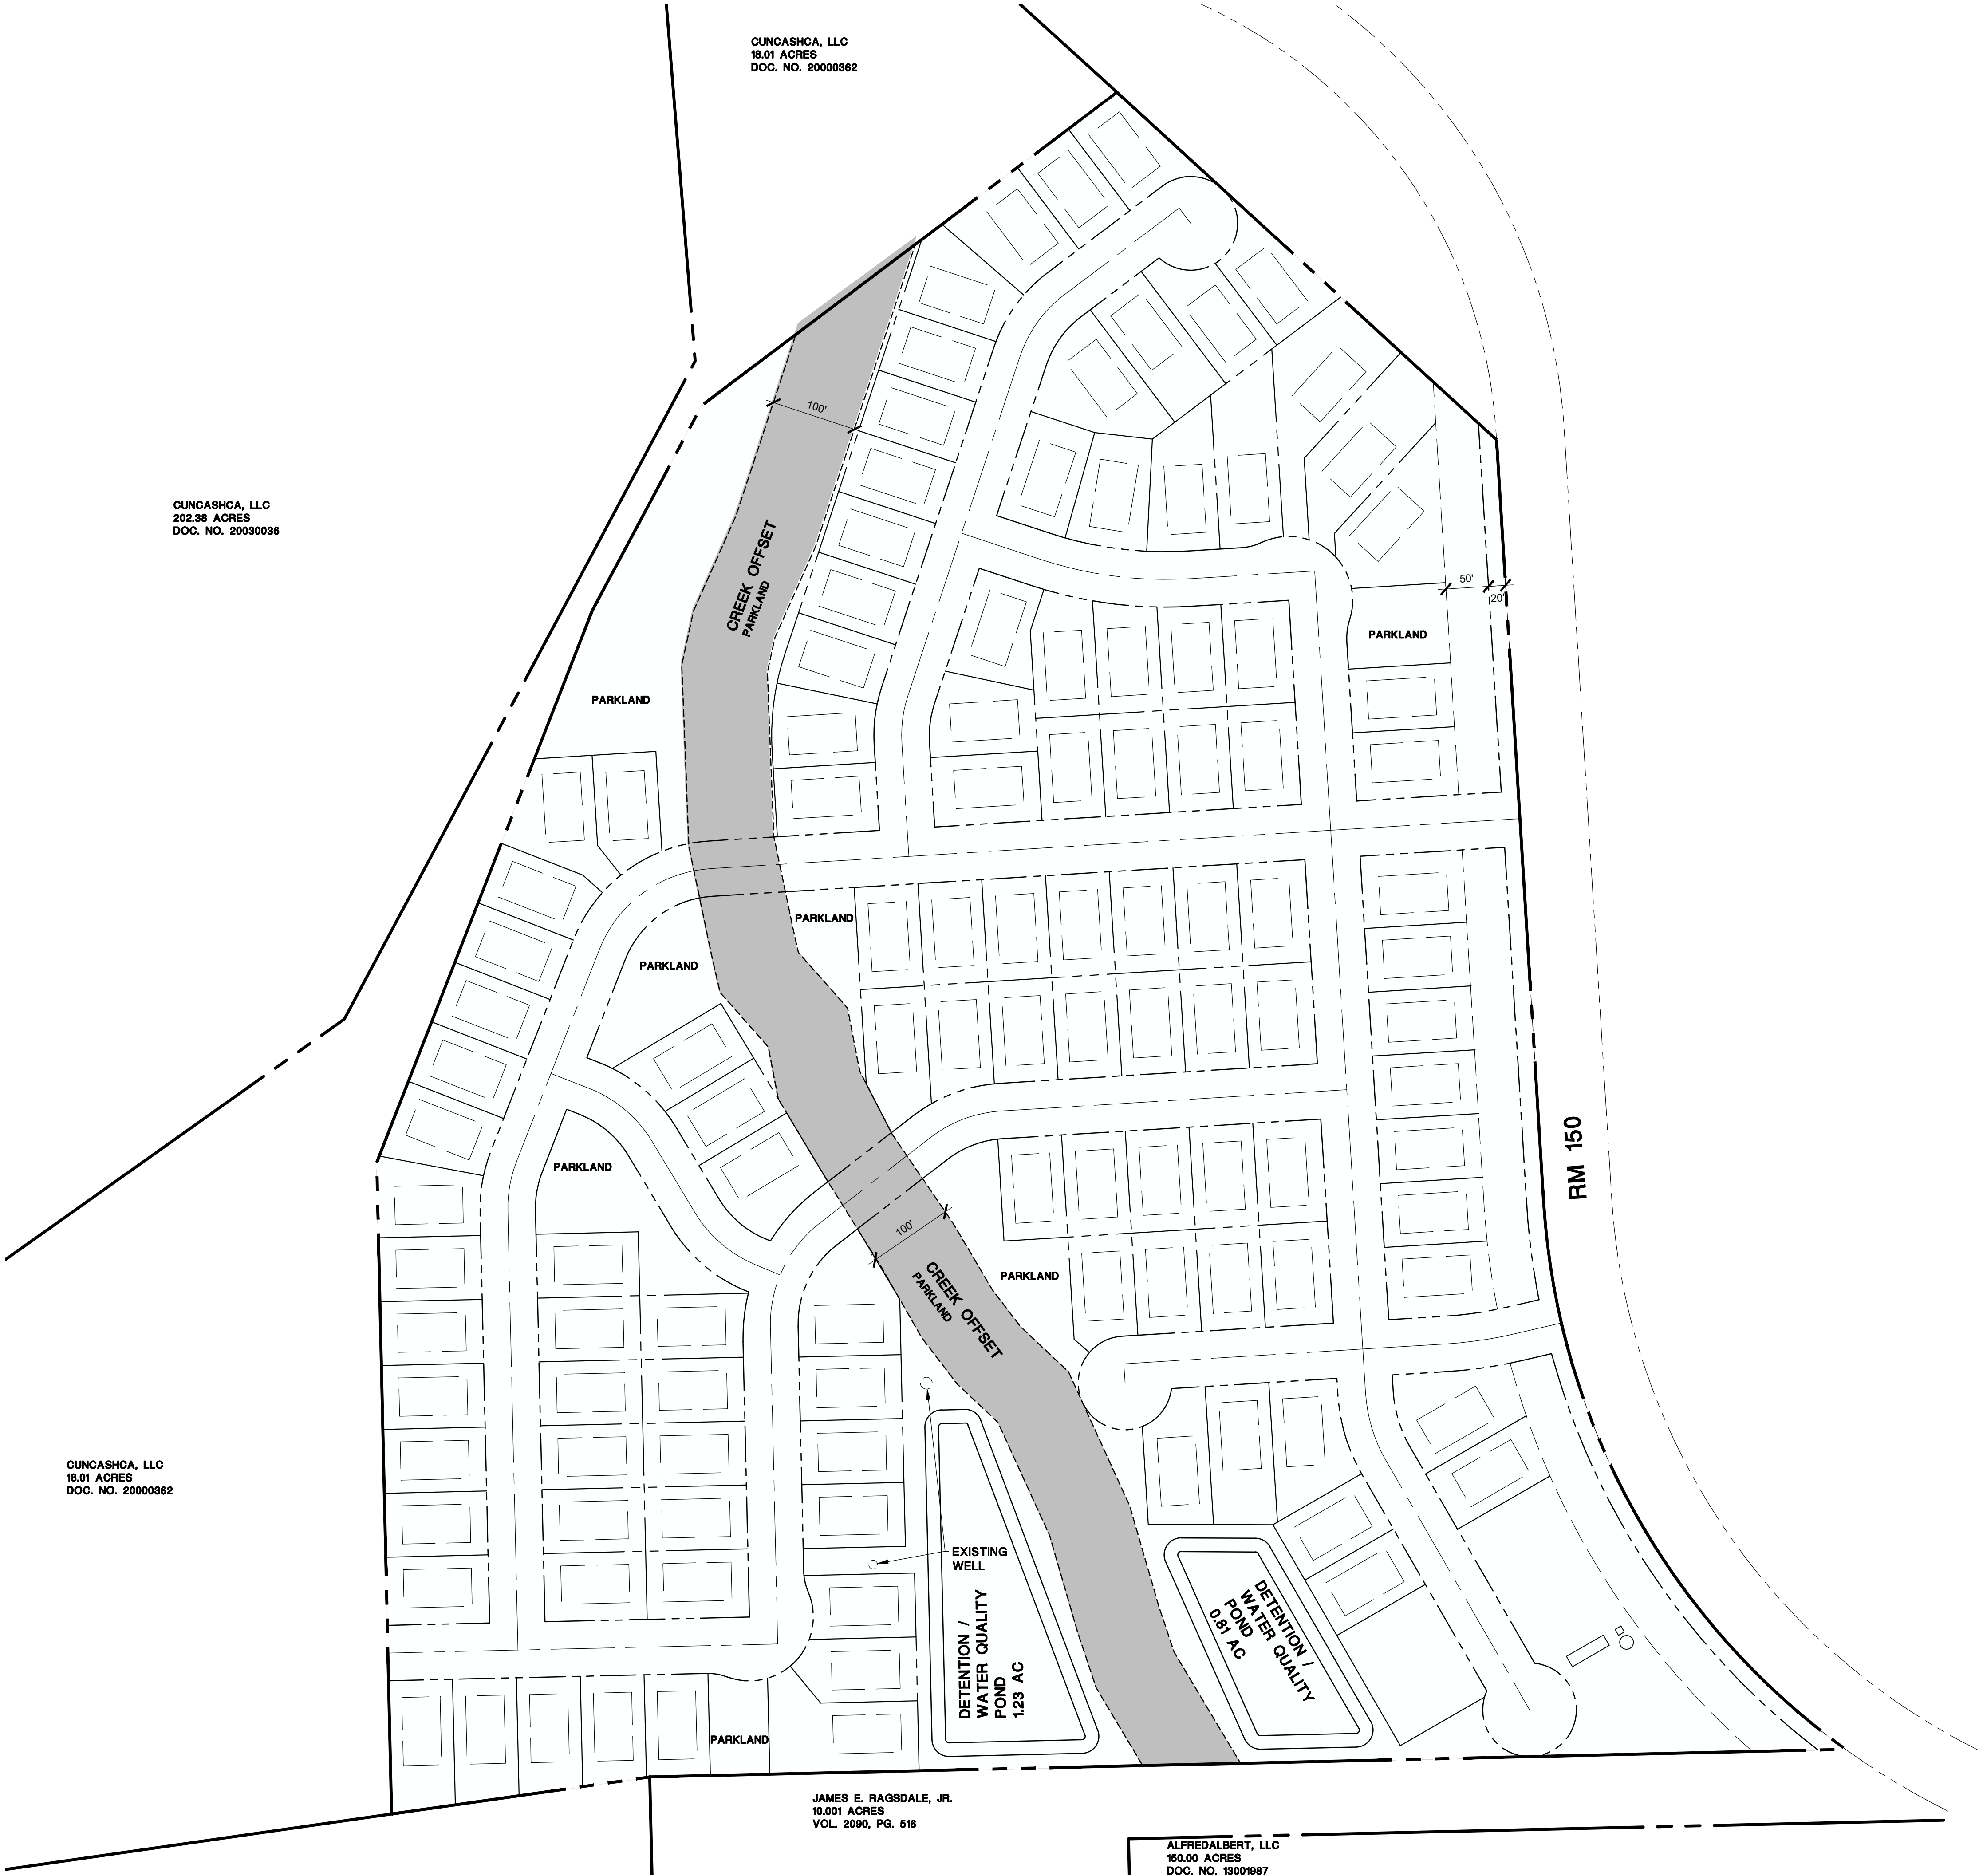 CUNCASHCA, LLC
18.01 ACRES
DOC. NO. 20000362
CUNCASHCA, LLC
202.38 ACRES
DOC. NO. 20030036
100'
CREEK OFFSET
PARKLAND
50'
20'
PARKLAND
PARKLAND
PARKLAND
PARKLAND
PARKLAND
RM 150
100'
CREEK OFFSET
PARKLAND
PARKLAND
CUNCASHCA, LLC
18.01 ACRES
DOC. NO. 20000362
EXISTING
WELL
DETENTION /
WATER QUALITY
POND
1.23 AC
DETENTION /
WATER QUALITY
POND
0.81 AC
PARKLAND
JAMES E. RAGSDALE, JR.
10.001 ACRES
VOL. 2090, PG. 516
ALFREDALBERT, LLC
150.00 ACRES
DOC. NO. 13001987